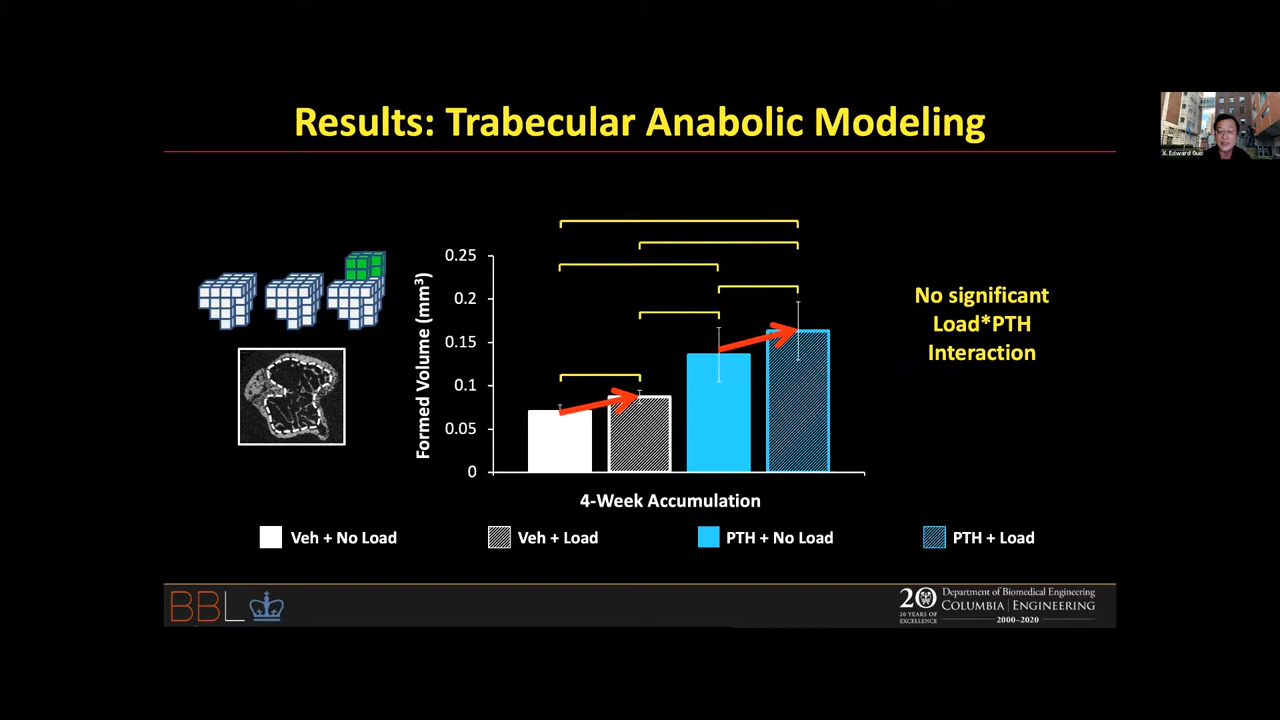 Results: Trabecular Anabolic Modeling
X. Edward Guo
Formed Volume (mm³)
0.25
0.2
0.15
0.1
0.05
0
4-Week Accumulation
No significant
Load*PTH
Interaction
Veh + No Load
Veh + Load
PTH + No Load
PTH + Load
BBL
20
20 YEARS OF
EXCELLENCE
Department of Biomedical Engineering
COLUMBIA | ENGINEERING
2000–2020